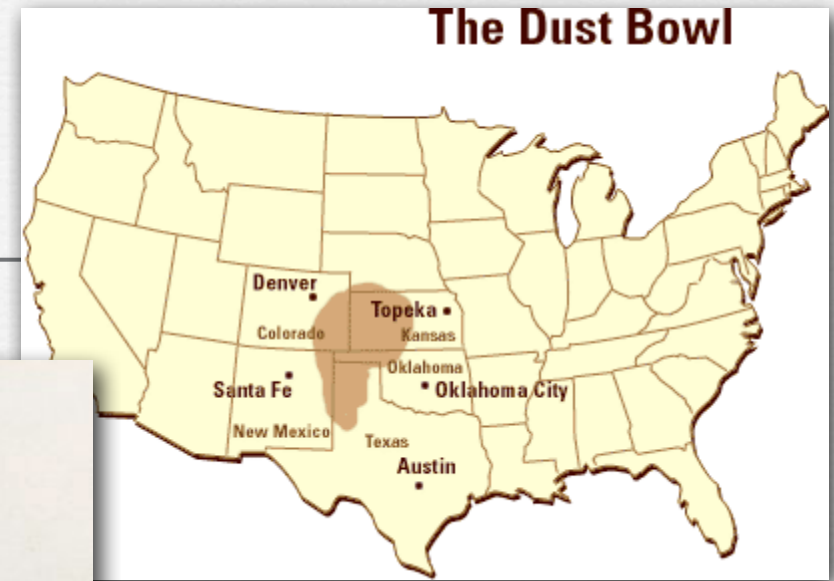 The Dust Bowl
Denver
Topeka
Colorado
Kansas
Oklahoma
Santa Fe
Oklahoma City
New Mexico
Texas
Austin